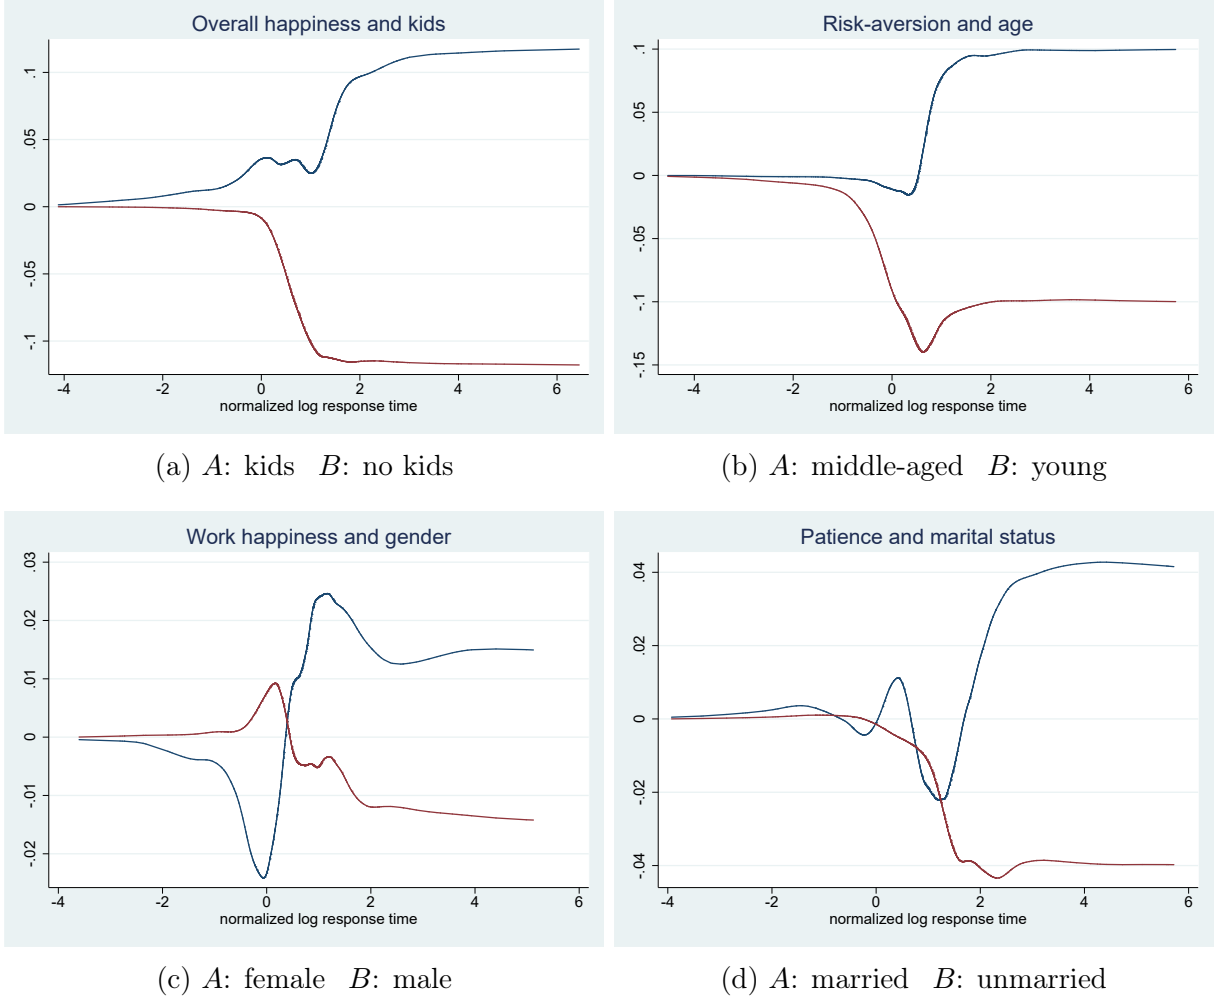 Overall happiness and kids
.1
.05
0
-.05
-.1
-4 -2 0 2 4 6
normalized log response time
(a) A: kids B: no kids
Risk-aversion and age
.1
.05
0
-.05
-.1
-.15
-4 -2 0 2 4 6
normalized log response time
(b) A: middle-aged B: young
Work happiness and gender
.03
.02
.01
0
-.01
-.02
-4 -2 0 2 4 6
normalized log response time
(c) A: female B: male
Patience and marital status
.04
.02
0
-.02
-.04
-4 -2 0 2 4 6
normalized log response time
(d) A: married B: unmarried